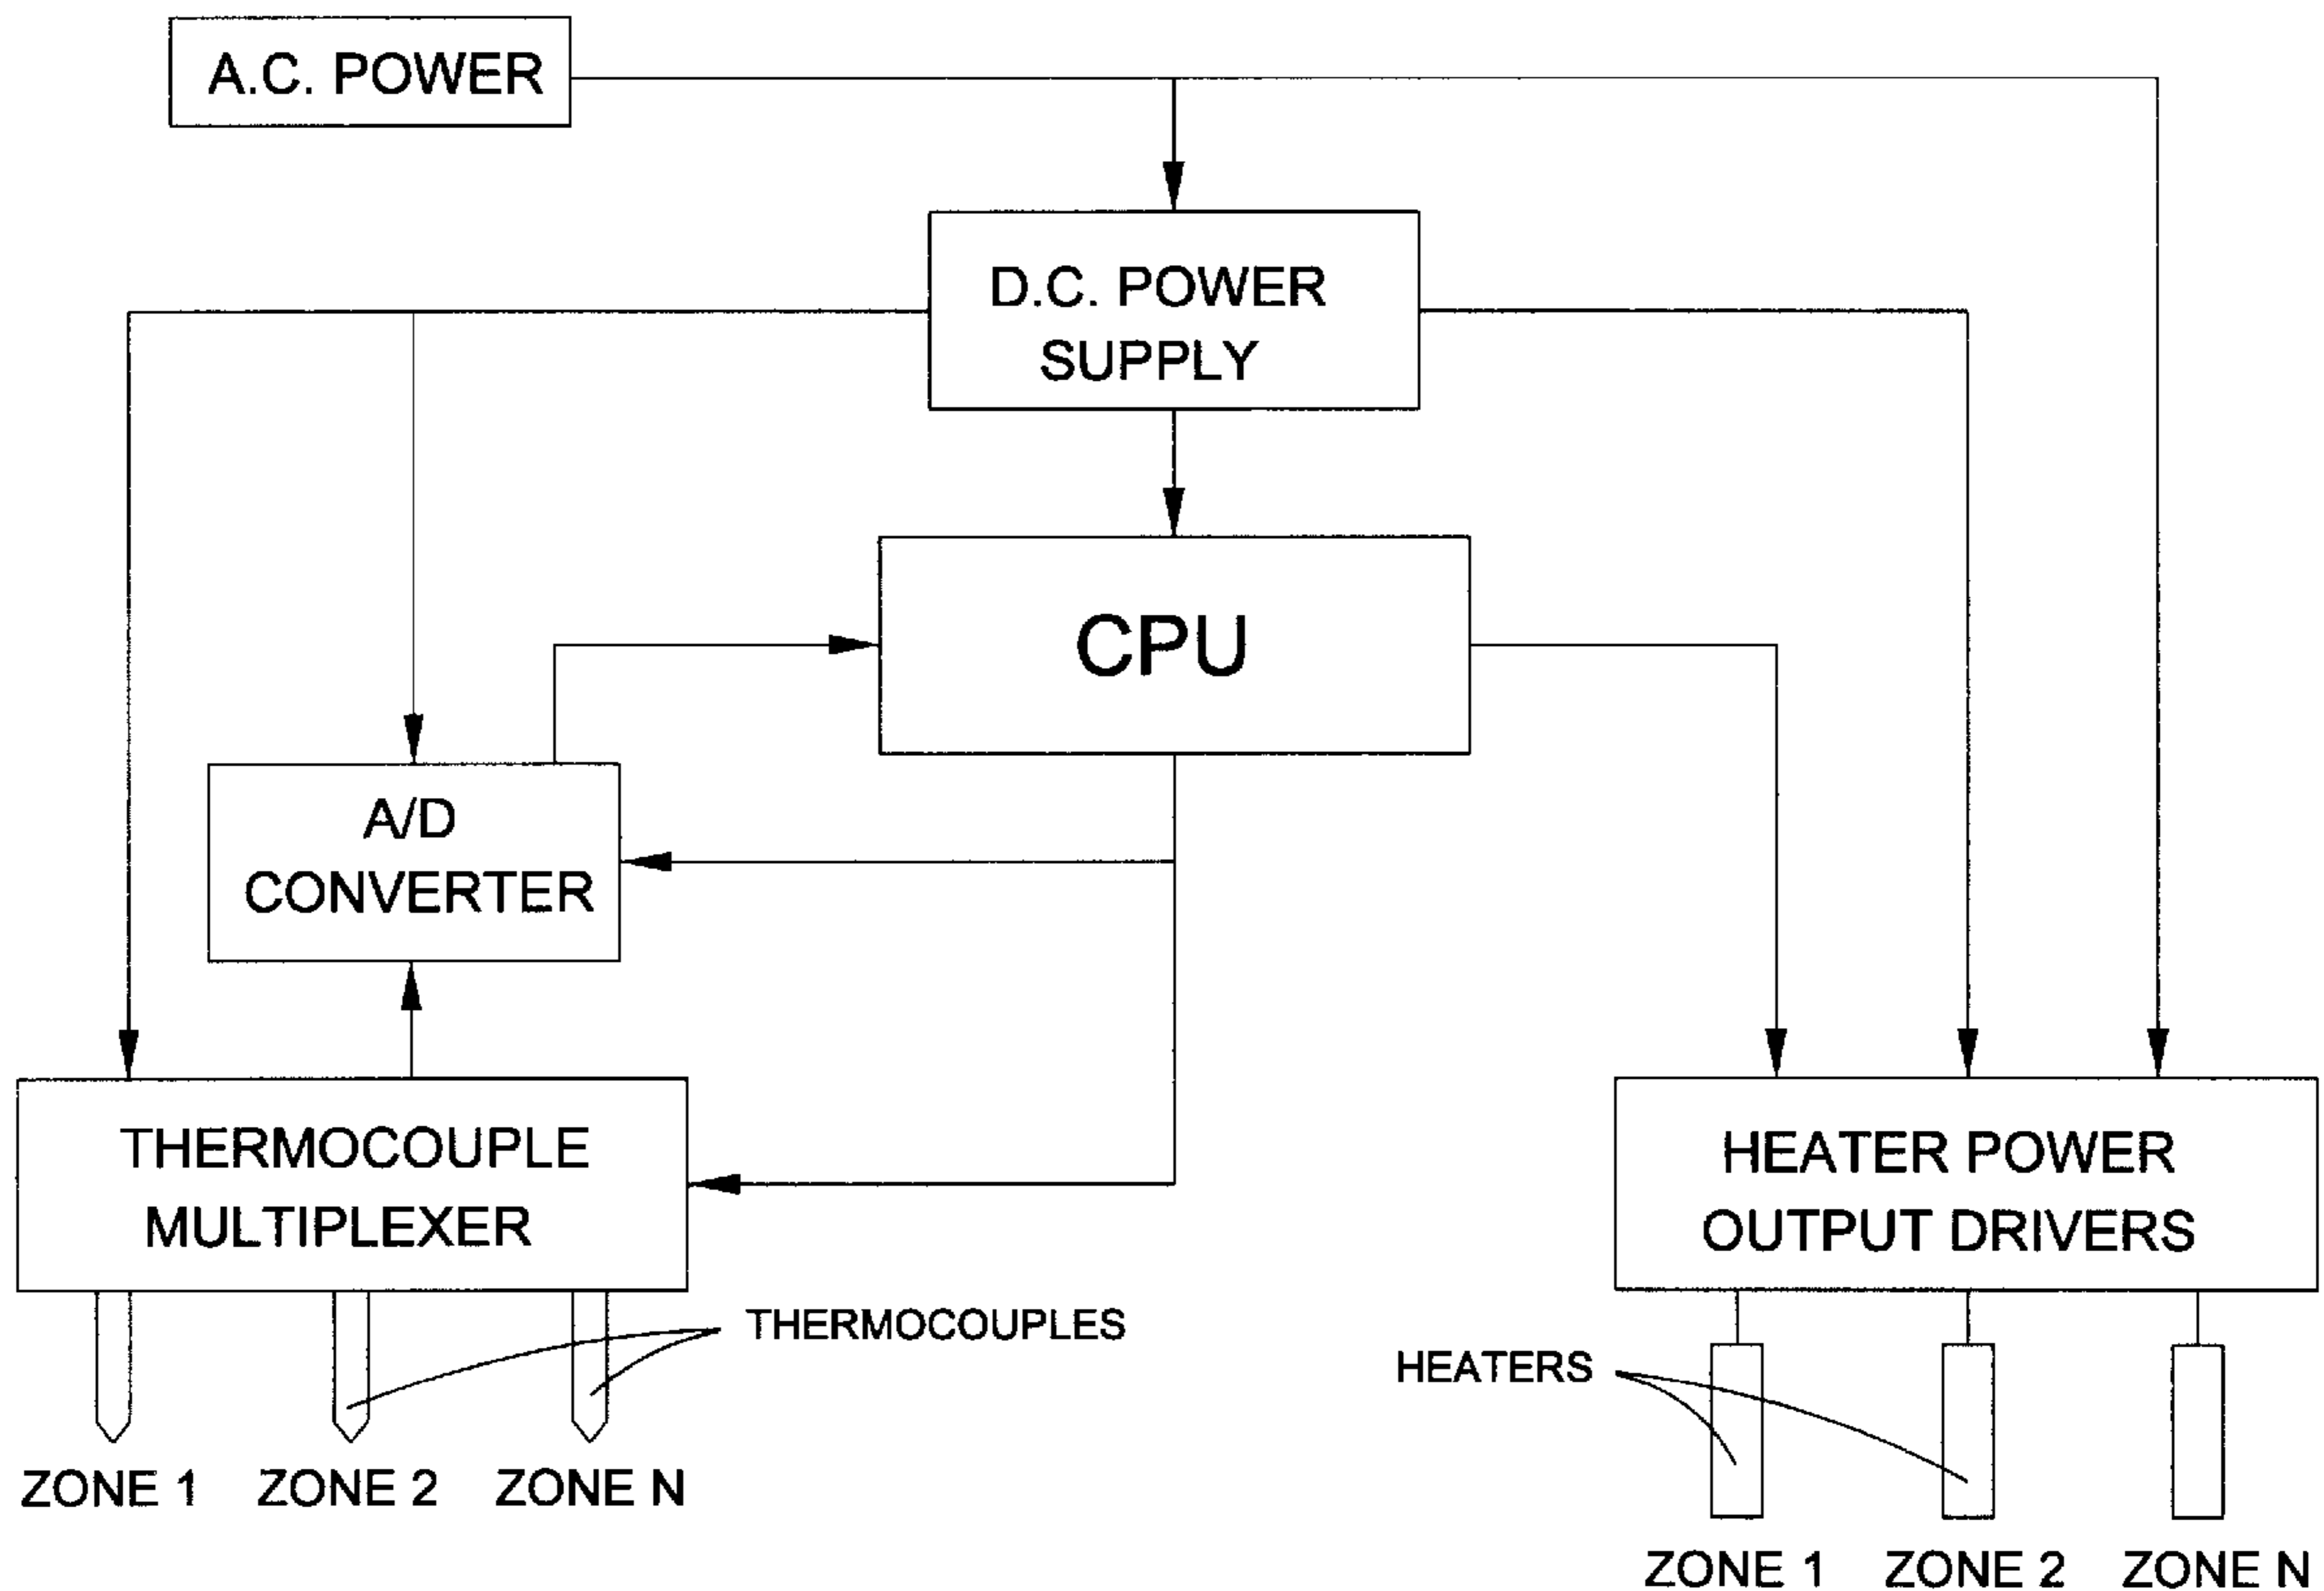 A.C. POWER
D.C. POWER
SUPPLY
CPU
A/D
CONVERTER
THERMOCOUPLE
MULTIPLEXER
HEATER POWER
OUTPUT DRIVERS
THERMOCOUPLES
HEATERS
ZONE 1 ZONE 2 ZONE N
ZONE 1 ZONE 2 ZONE N